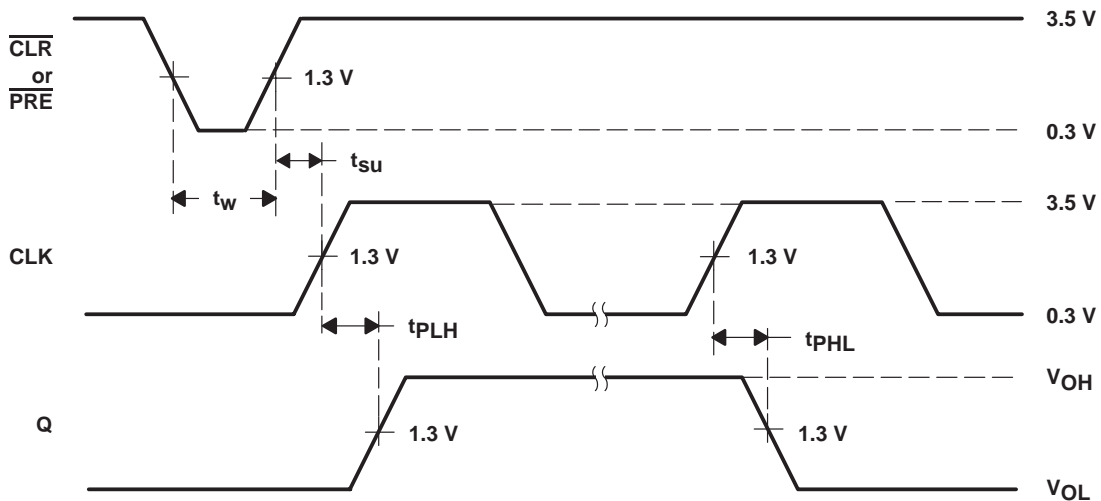 CLR
or
PRE
3.5 V
1.3 V
0.3 V
tsu
tw
3.5 V
CLK
1.3 V
1.3 V
0.3 V
tPLH
tPHL
VOH
Q
1.3 V
1.3 V
VOL